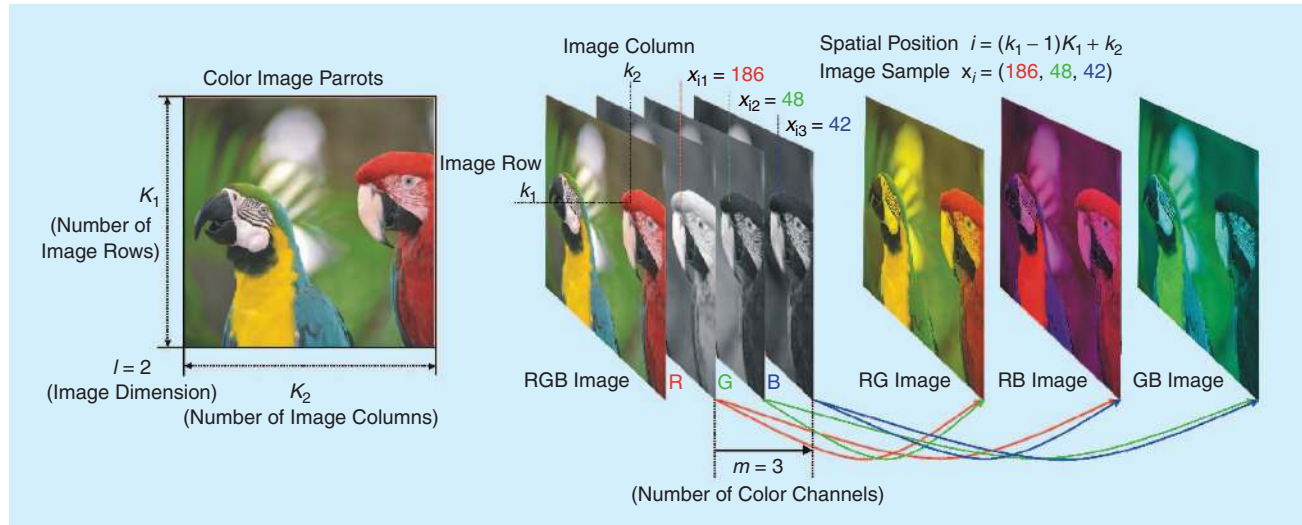 Color Image Parrots
K₁
(Number of
Image Rows)
l = 2
(Image Dimension)
K₂
(Number of Image Columns)
Image Column
k₂
Image Row
k₁
xᵢ₁ = 186
xᵢ₂ = 48
xᵢ₃ = 42
Spatial Position i = (k₁ − 1)K₁ + k₂
Image Sample xᵢ = (186, 48, 42)
RGB Image
R
G
B
RG Image
RB Image
GB Image
m = 3
(Number of Color Channels)